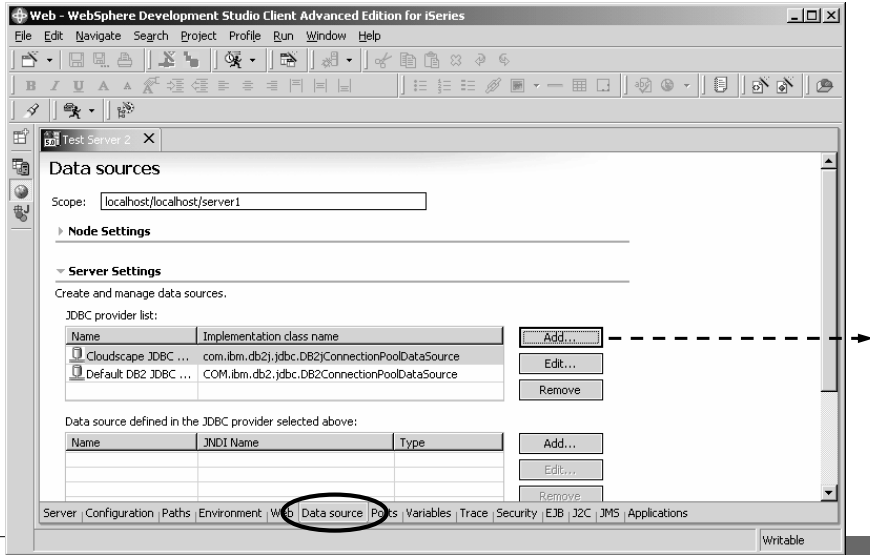 Web - WebSphere Development Studio Client Advanced Edition for iSeries
File Edit Navigate Search Project Profile Run Window Help
B I U A A
Test Server 2
Data sources
Scope: localhost/localhost/server1
Node Settings
Server Settings
Create and manage data sources.
JDBC provider list:
Name Implementation class name Add...
Cloudscape JDBC ... com.ibm.db2j.jdbc.DB2jConnectionPoolDataSource
Edit...
Default DB2 JDBC ... COM.ibm.db2.jdbc.DB2ConnectionPoolDataSource
Remove
Data source defined in the JDBC provider selected above:
Name JNDI Name Type Add...
Edit...
Remove
Server Configuration Paths Environment Web Data source Ports Variables Trace Security EJB J2C JMS Applications
Writable